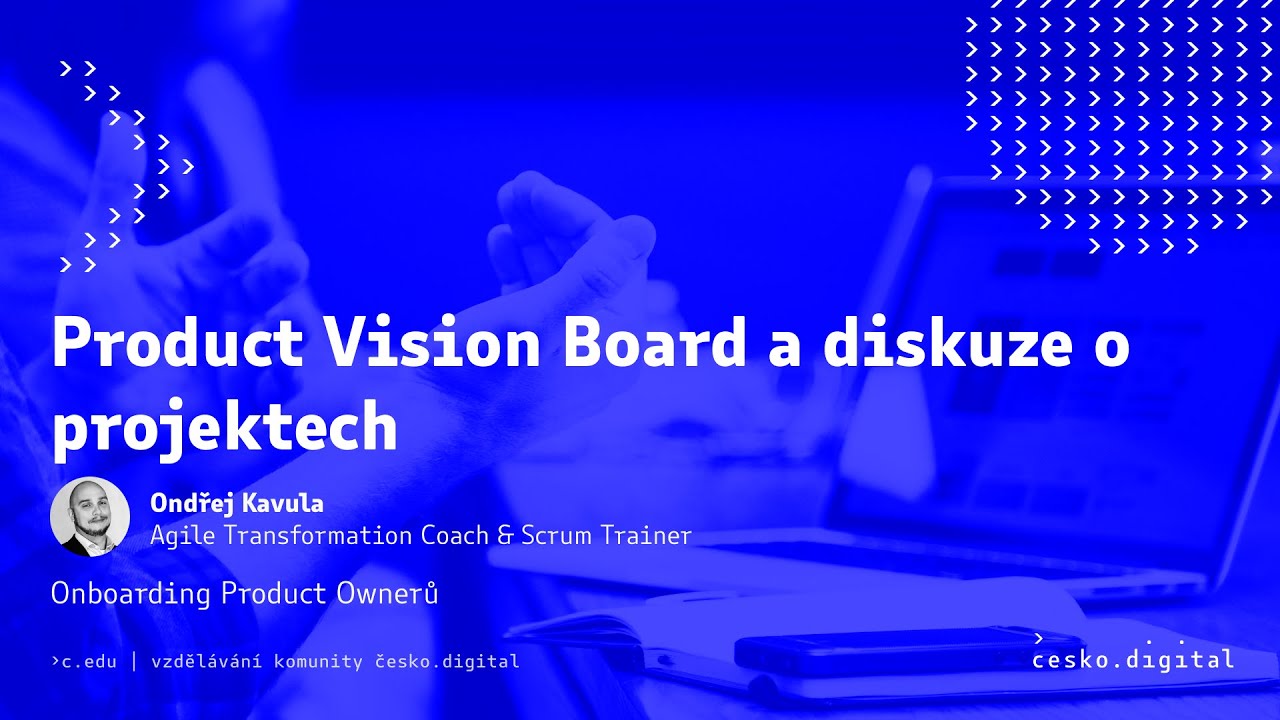 Product Vision Board a diskuze o
projektech
Ondřej Kavula
Agile Transformation Coach & Scrum Trainer
Onboarding Product Ownerů
>c.edu | vzdělávání komunity česko.digital
>
cesko.digital